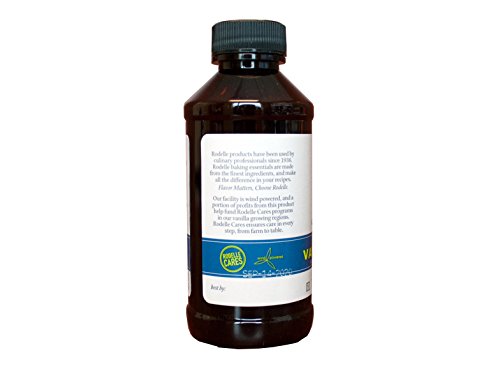 Rodelle products have been used by
culinary professionals since 1936.
Rodelle baking essentials are made
from the finest ingredients, and make
all the difference in your recipes.
Flavor Matters, Choose Rodelle.
Our facility is wind powered, and a
portion of profits from this product
help fund Rodelle Cares programs
in our vanilla growing regions.
Rodelle Cares ensures care in every
step, from farm to table.
RODELLE
CARES
VA
SEP-14-2020
Best by: